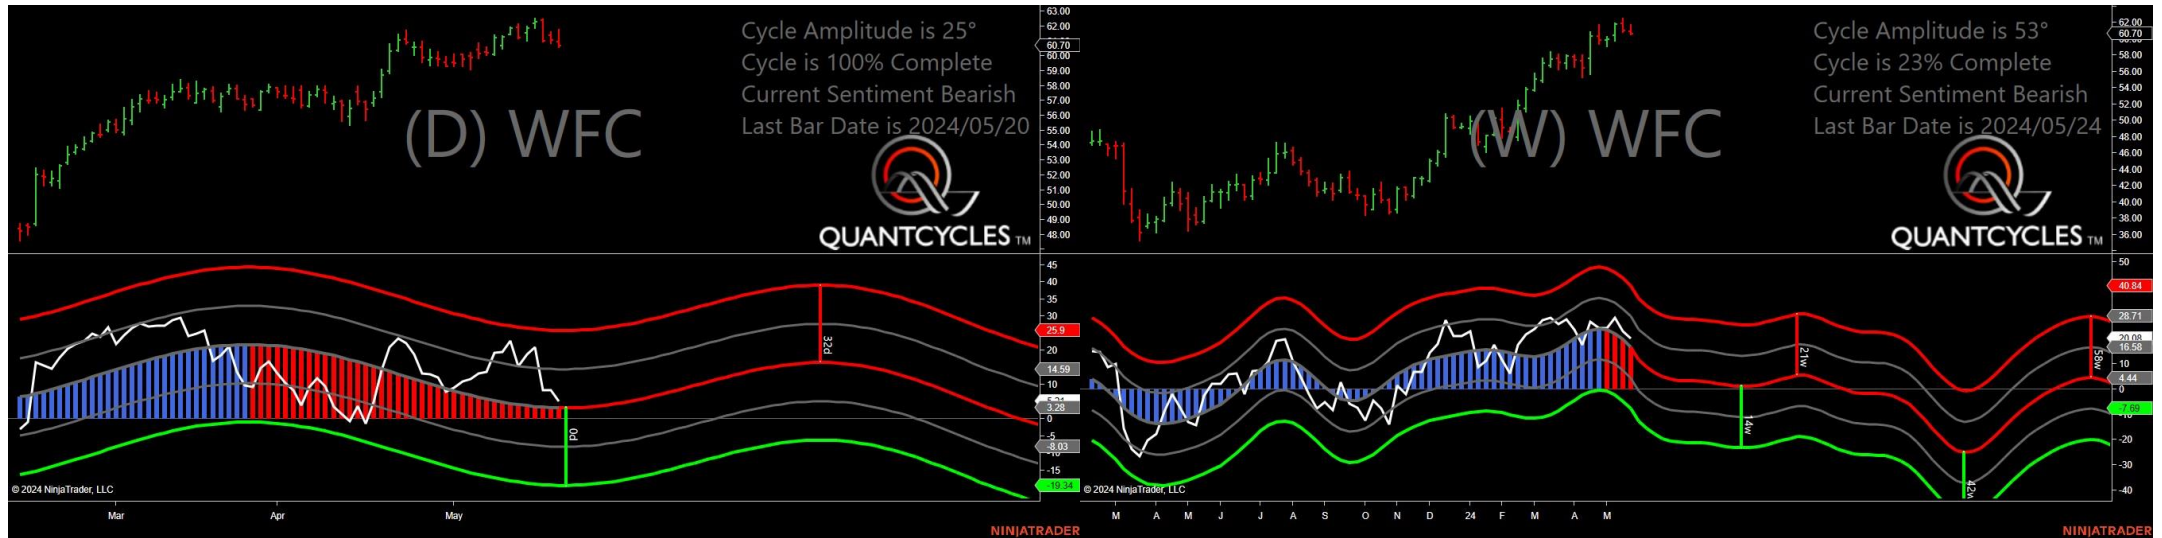 Cycle Amplitude is 25°
Cycle is 100% Complete
Current Sentiment Bearish
Last Bar Date is 2024/05/20
(D) WFC
QUANTCYCLES TM
63.00
62.00
60.70
60.00
59.00
58.00
57.00
56.00
55.00
54.00
53.00
52.00
51.00
50.00
49.00
48.00
45
40
35
30
25.9
20
14.59
10
3.28
0
-5
-8.03
-15
-19.34
32d
0d
© 2024 NinjaTrader, LLC
Mar Apr May
NINJATRADER
Cycle Amplitude is 53°
Cycle is 23% Complete
Current Sentiment Bearish
Last Bar Date is 2024/05/24
(W) WFC
QUANTCYCLES TM
62.00
60.70
58.00
56.00
54.00
52.00
50.00
48.00
46.00
44.00
42.00
40.00
38.00
36.00
50
40.84
28.71
20.08
16.58
10
4.44
0
-7.69
-20
-30
-40
21w
14w
42w
58w
© 2024 NinjaTrader, LLC
M A M J J A S O N D 24 F M A M
NINJATRADER